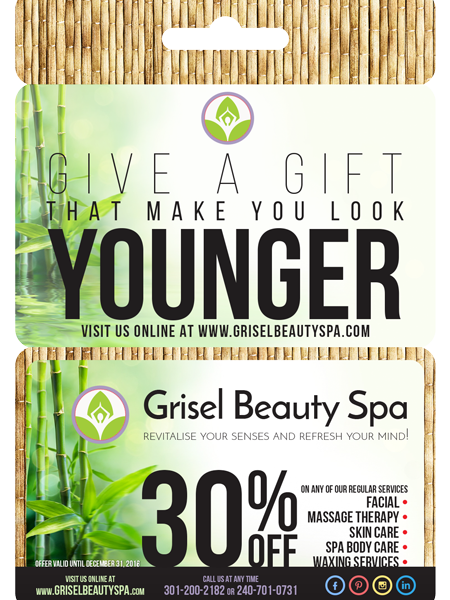 GIVE A GIFT
THAT MAKE YOU LOOK
YOUNGER
VISIT US ONLINE AT WWW.GRISELBEAUTYSPA.COM
Grisel Beauty Spa
REVITALISE YOUR SENSES AND REFRESH YOUR MIND!
30% OFF
ON ANY OF OUR REGULAR SERVICES
FACIAL •
MASSAGE THERAPY •
SKIN CARE •
SPA BODY CARE •
WAXING SERVICES •
OFFER VALID UNTIL DECEMBER 31, 2016
VISIT US ONLINE AT
WWW.GRISELBEAUTYSPA.COM
CALL US AT ANY TIME
301-200-2182 OR 240-701-0731